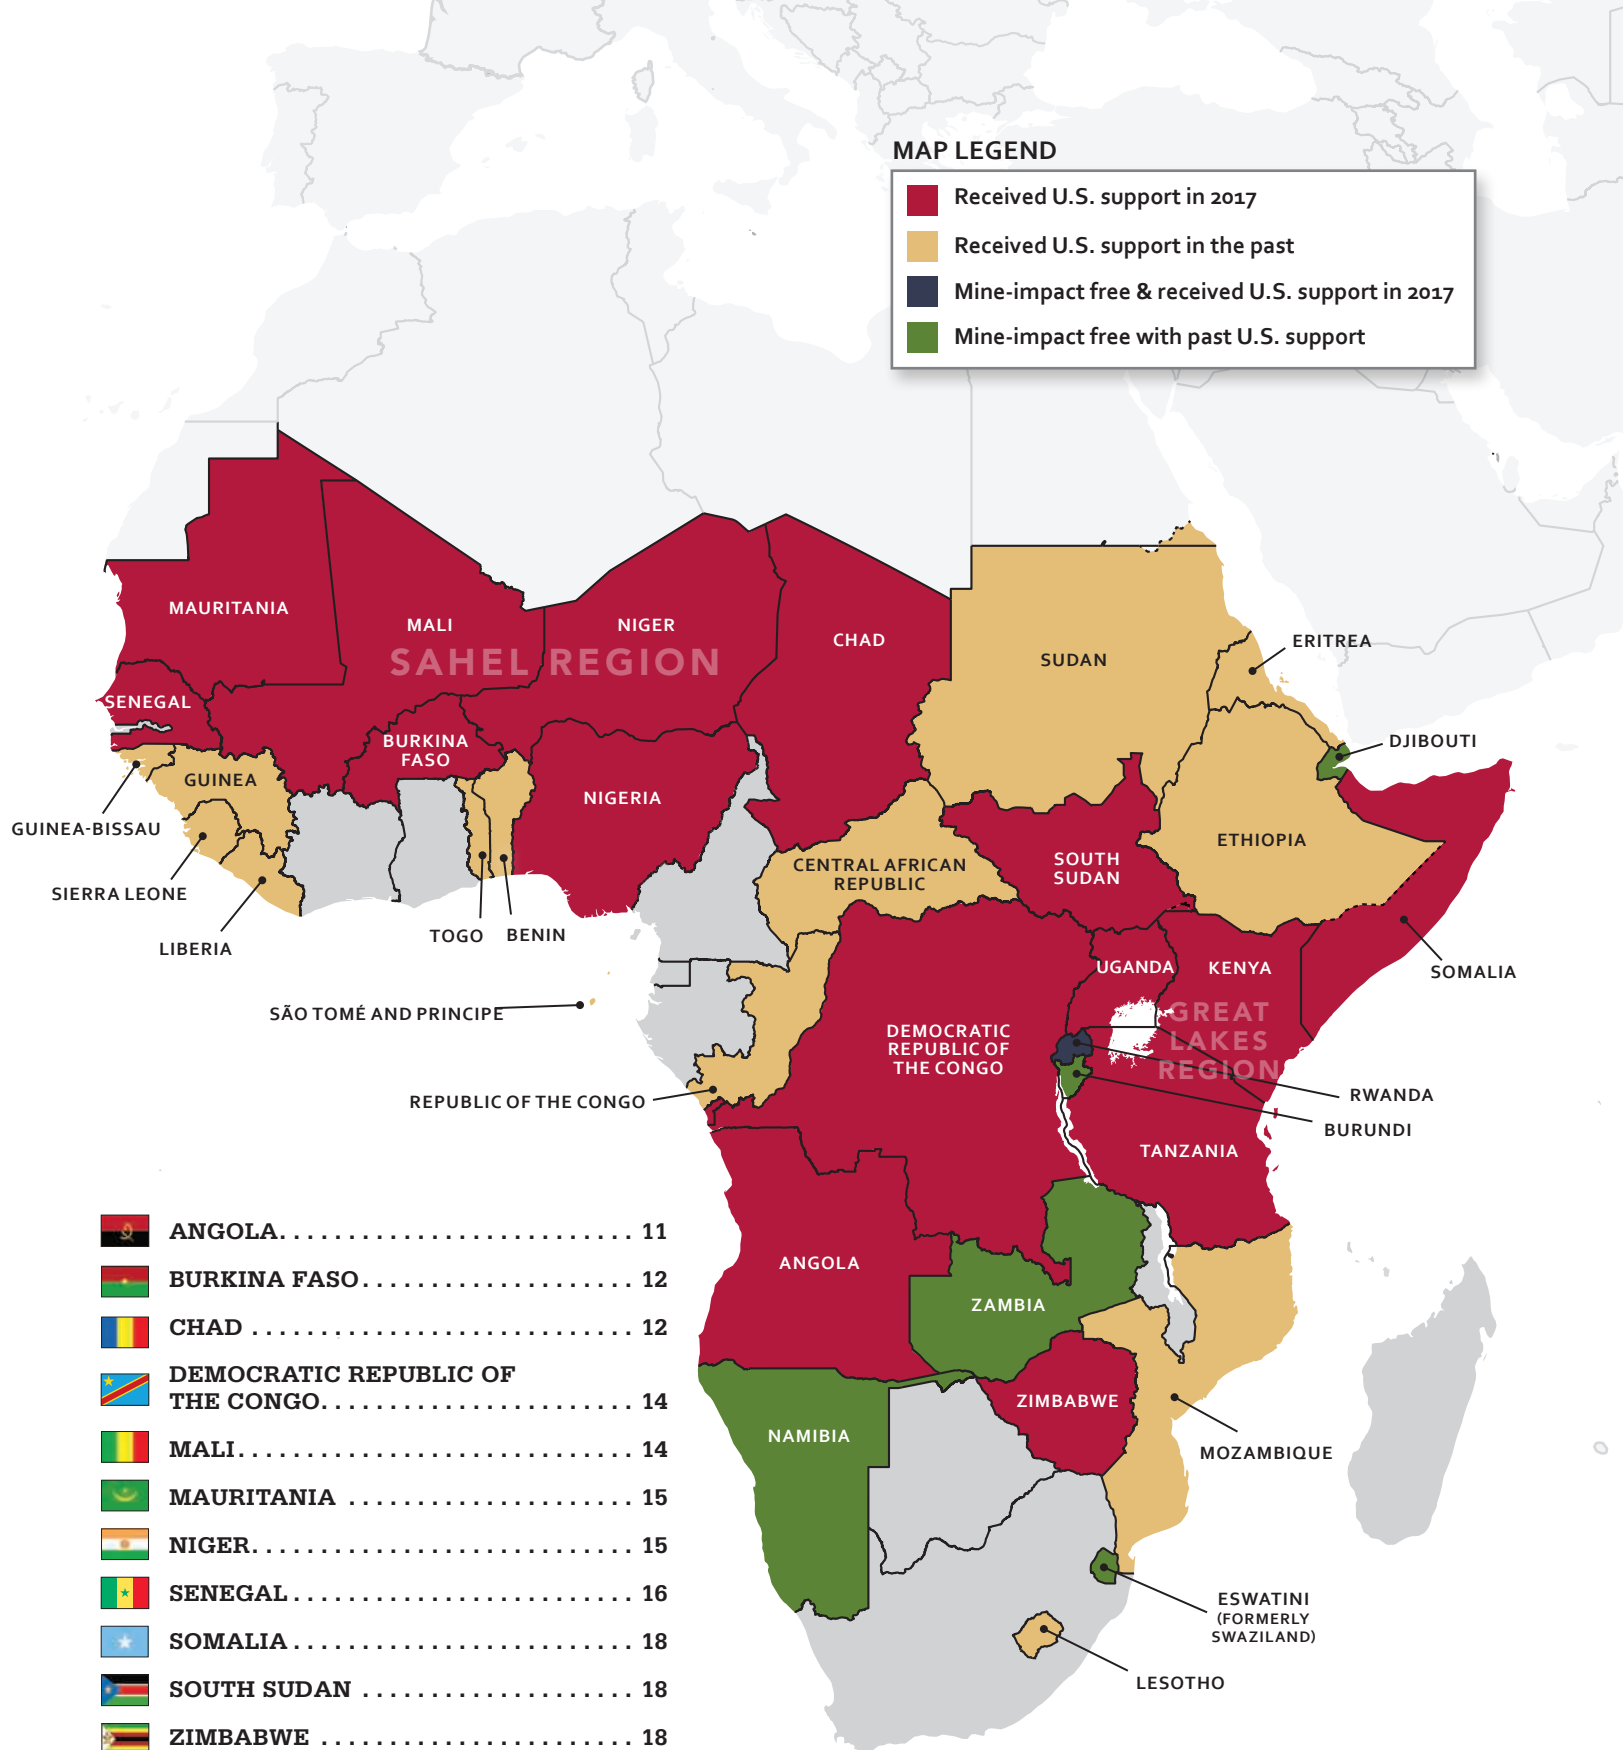 MAP LEGEND
Received U.S. support in 2017
Received U.S. support in the past
Mine-impact free & received U.S. support in 2017
Mine-impact free with past U.S. support
MAURITANIA
MALI
NIGER
CHAD
SUDAN
ERITREA
SAHEL REGION
SENEGAL
BURKINA
FASO
DJIBOUTI
GUINEA
NIGERIA
GUINEA-BISSAU
ETHIOPIA
SIERRA LEONE
CENTRAL AFRICAN
REPUBLIC
SOUTH
SUDAN
LIBERIA
TOGO
BENIN
UGANDA
KENYA
SOMALIA
SÃO TOMÉ AND PRINCIPE
GREAT
LAKES
REGION
DEMOCRATIC
REPUBLIC OF
THE CONGO
REPUBLIC OF THE CONGO
RWANDA
BURUNDI
TANZANIA
ANGOLA
ZAMBIA
ZIMBABWE
NAMIBIA
MOZAMBIQUE
ESWATINI
(FORMERLY
SWAZILAND)
LESOTHO
ANGOLA. . . . . . . . . . . . . . . . . . . . . . . . . . 11
BURKINA FASO. . . . . . . . . . . . . . . . . . . . 12
CHAD . . . . . . . . . . . . . . . . . . . . . . . . . . . . 12
DEMOCRATIC REPUBLIC OF
THE CONGO. . . . . . . . . . . . . . . . . . . . . . . 14
MALI. . . . . . . . . . . . . . . . . . . . . . . . . . . . . 14
MAURITANIA . . . . . . . . . . . . . . . . . . . . . 15
NIGER. . . . . . . . . . . . . . . . . . . . . . . . . . . . 15
SENEGAL . . . . . . . . . . . . . . . . . . . . . . . . . 16
SOMALIA . . . . . . . . . . . . . . . . . . . . . . . . . 18
SOUTH SUDAN . . . . . . . . . . . . . . . . . . . . 18
ZIMBABWE . . . . . . . . . . . . . . . . . . . . . . . 18